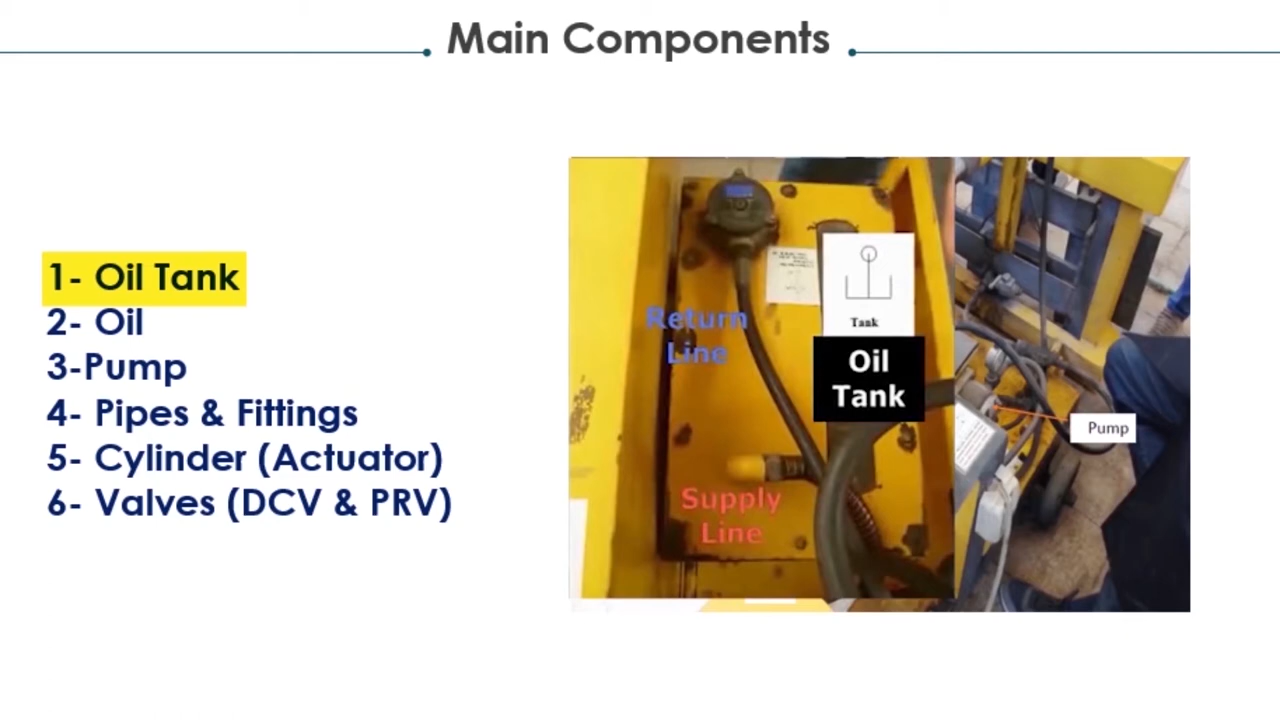 Main Components
1- Oil Tank
2- Oil
3-Pump
4- Pipes & Fittings
5- Cylinder (Actuator)
6- Valves (DCV & PRV)
Return
Line
Tank
Oil
Tank
Supply
Line
Pump